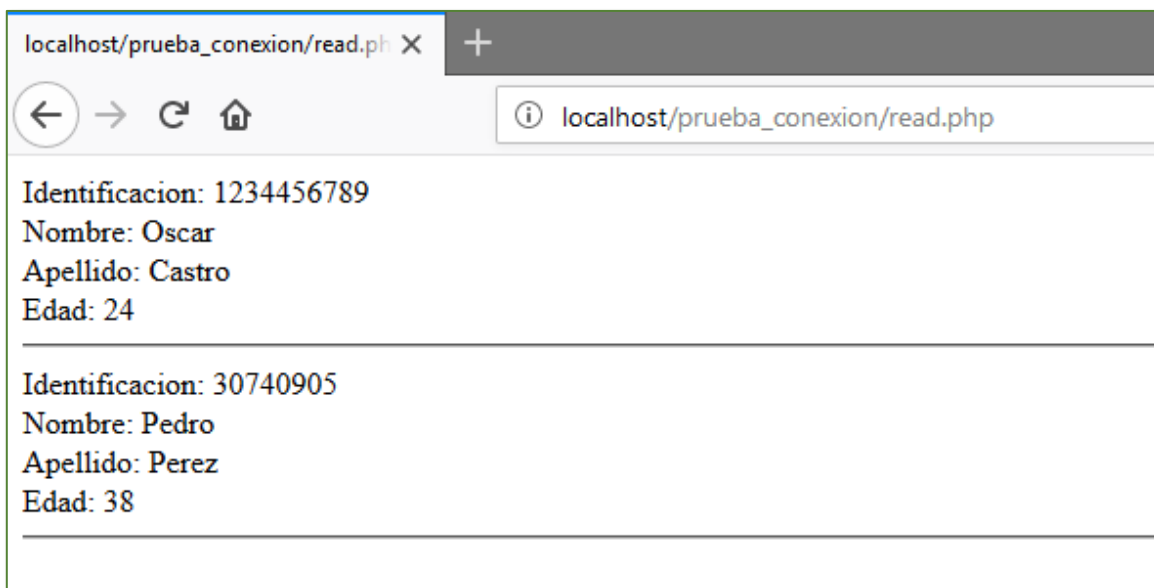 localhost/prueba_conexion/read.ph
localhost/prueba_conexion/read.php
Identificacion: 1234456789
Nombre: Oscar
Apellido: Castro
Edad: 24
Identificacion: 30740905
Nombre: Pedro
Apellido: Perez
Edad: 38